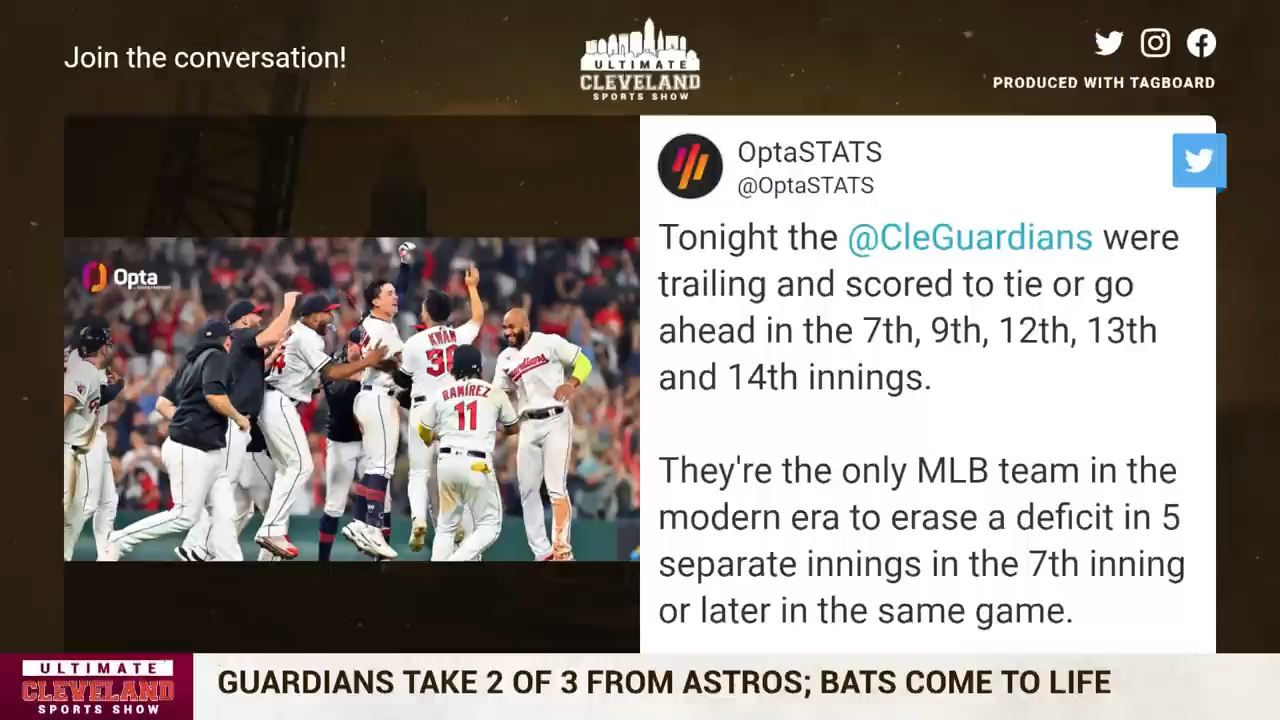 Join the conversation!
ULTIMATE
CLEVELAND
SPORTS SHOW
PRODUCED WITH TAGBOARD
OptaSTATS
@OptaSTATS
Tonight the @CleGuardians were
trailing and scored to tie or go
ahead in the 7th, 9th, 12th, 13th
and 14th innings.
They're the only MLB team in the
modern era to erase a deficit in 5
separate innings in the 7th inning
or later in the same game.
Opta
KWAN
38
RAMÍREZ
11
Guardians
ULTIMATE
CLEVELAND
SPORTS SHOW
GUARDIANS TAKE 2 OF 3 FROM ASTROS; BATS COME TO LIFE